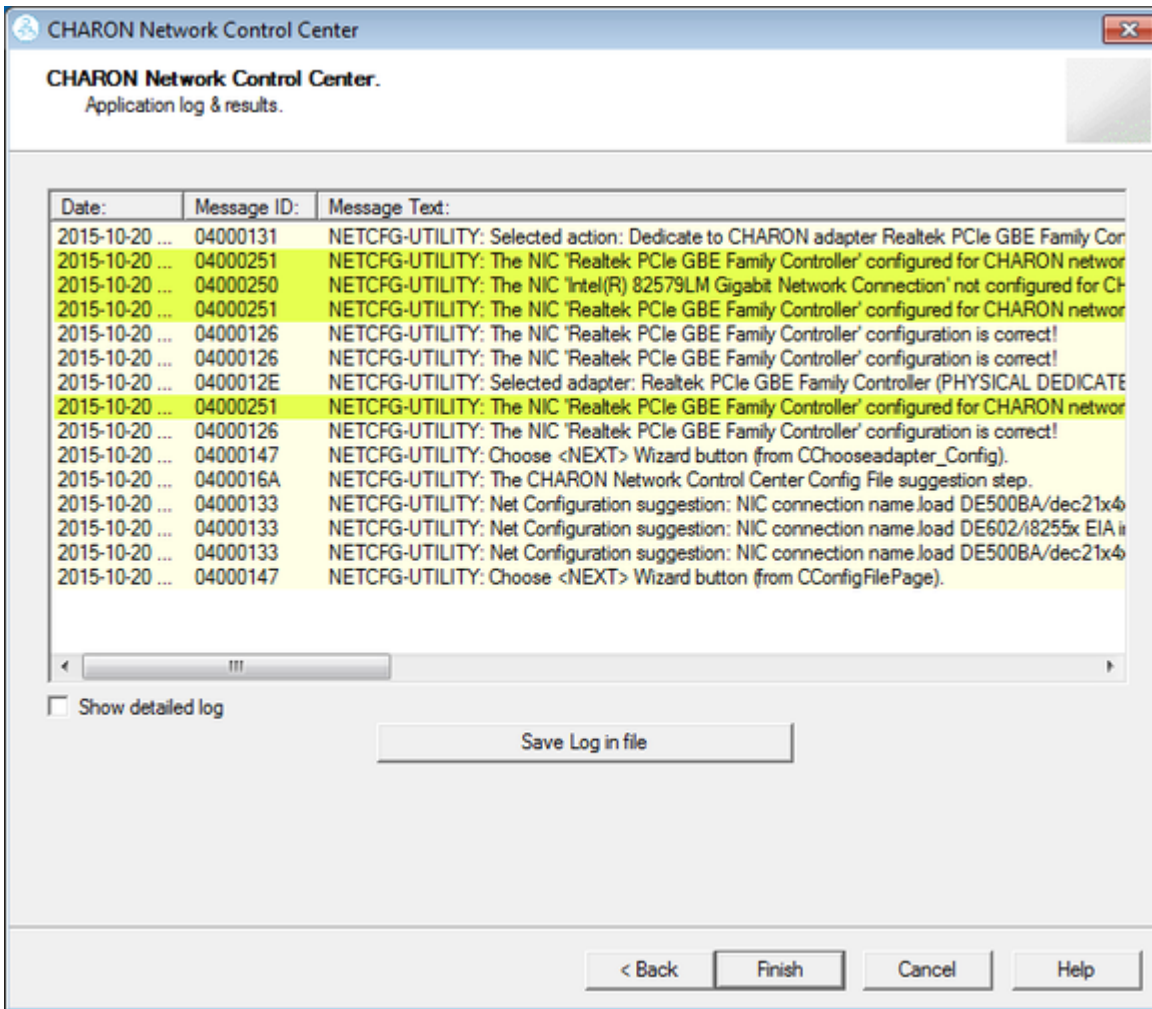 CHARON Network Control Center
CHARON Network Control Center.
Application log & results.
Date: Message ID: Message Text:
2015-10-20 ... 04000131 NETCFG-UTILITY: Selected action: Dedicate to CHARON adapter Realtek PCIe GBE Family Con
2015-10-20 ... 04000251 NETCFG-UTILITY: The NIC 'Realtek PCIe GBE Family Controller' configured for CHARON networ
2015-10-20 ... 04000250 NETCFG-UTILITY: The NIC 'Intel(R) 82579LM Gigabit Network Connection' not configured for CH
2015-10-20 ... 04000251 NETCFG-UTILITY: The NIC 'Realtek PCIe GBE Family Controller' configured for CHARON networ
2015-10-20 ... 04000126 NETCFG-UTILITY: The NIC 'Realtek PCIe GBE Family Controller' configuration is correct!
2015-10-20 ... 04000126 NETCFG-UTILITY: The NIC 'Realtek PCIe GBE Family Controller' configuration is correct!
2015-10-20 ... 0400012E NETCFG-UTILITY: Selected adapter: Realtek PCIe GBE Family Controller (PHYSICAL DEDICATE
2015-10-20 ... 04000251 NETCFG-UTILITY: The NIC 'Realtek PCIe GBE Family Controller' configured for CHARON networ
2015-10-20 ... 04000126 NETCFG-UTILITY: The NIC 'Realtek PCIe GBE Family Controller' configuration is correct!
2015-10-20 ... 04000147 NETCFG-UTILITY: Choose <NEXT> Wizard button (from CChooseadapter_Config).
2015-10-20 ... 0400016A NETCFG-UTILITY: The CHARON Network Control Center Config File suggestion step.
2015-10-20 ... 04000133 NETCFG-UTILITY: Net Configuration suggestion: NIC connection name.load DE500BA/dec21x4x
2015-10-20 ... 04000133 NETCFG-UTILITY: Net Configuration suggestion: NIC connection name.load DE602/i8255x EIA i
2015-10-20 ... 04000133 NETCFG-UTILITY: Net Configuration suggestion: NIC connection name.load DE500BA/dec21x4x
2015-10-20 ... 04000147 NETCFG-UTILITY: Choose <NEXT> Wizard button (from CConfigFilePage).
Show detailed log
Save Log in file
< Back Finish Cancel Help